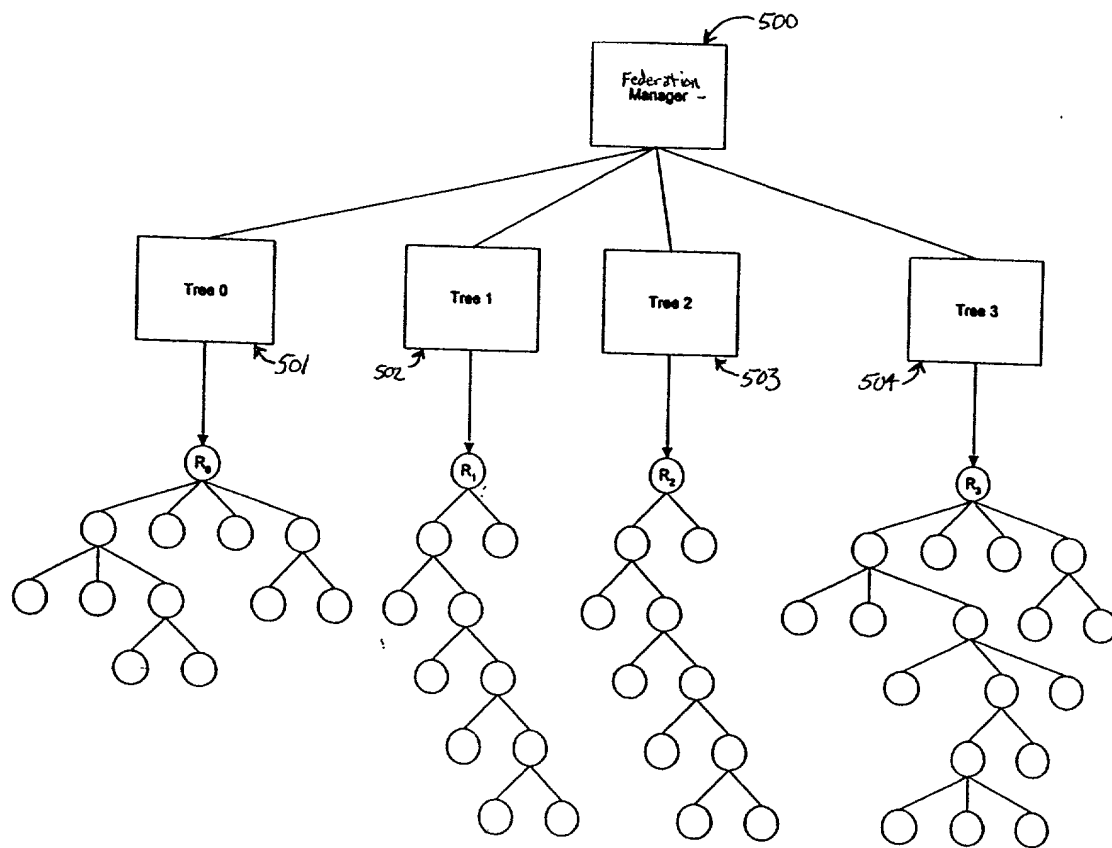 500
Federation
Manager
Tree 0
Tree 1
Tree 2
Tree 3
501
502
503
504
R₀
R₁
R₂
R₃